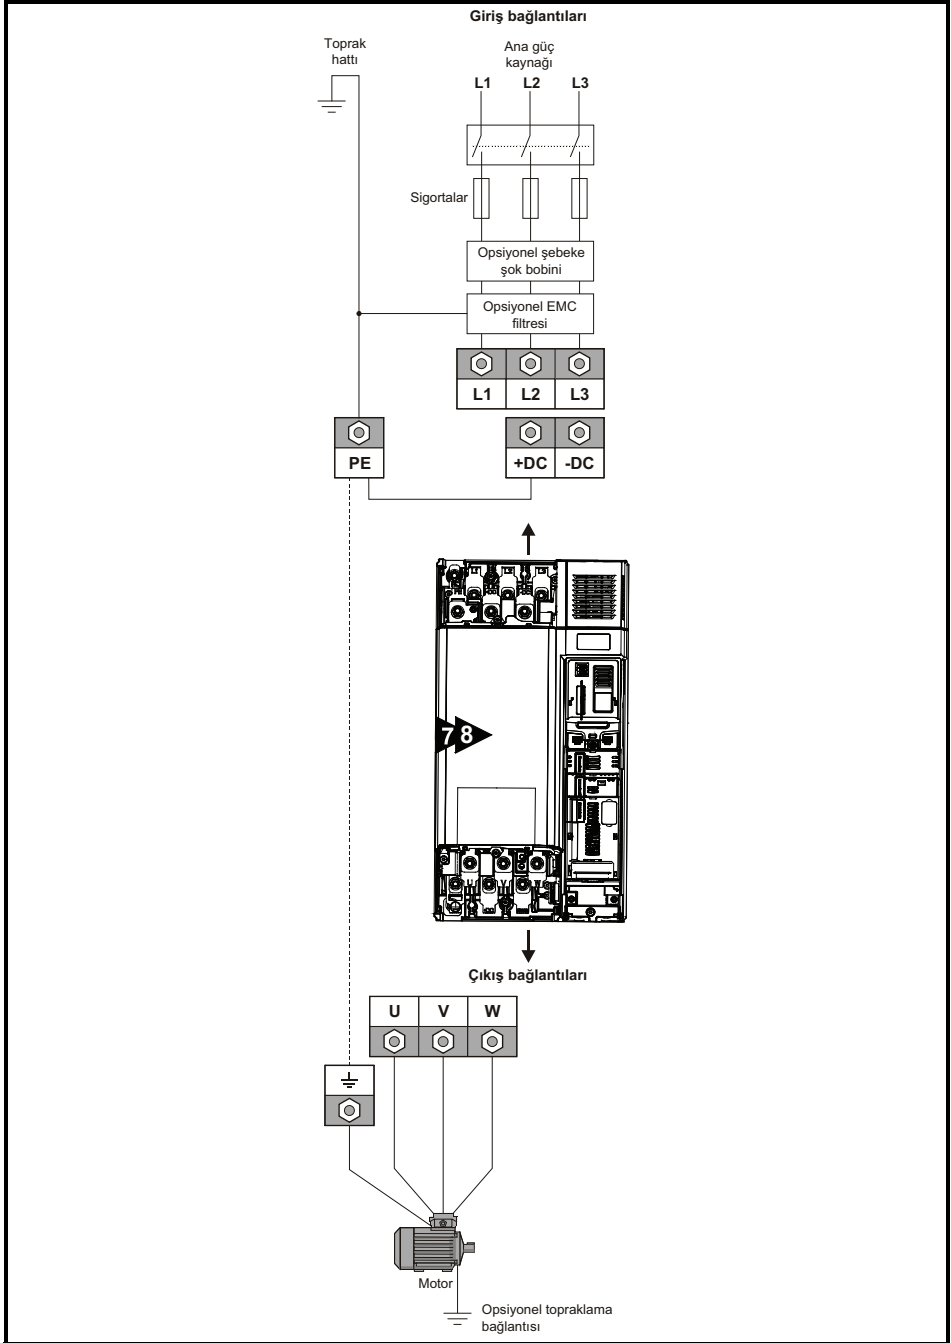 Giriş bağlantıları
Toprak
hattı
Ana güç
kaynağı
L1 L2 L3
Sigortalar
Opsiyonel şebeke
şok bobini
Opsiyonel EMC
filtresi
L1 L2 L3
PE
+DC -DC
7 8
Çıkış bağlantıları
U V W
Motor
Opsiyonel topraklama
bağlantısı